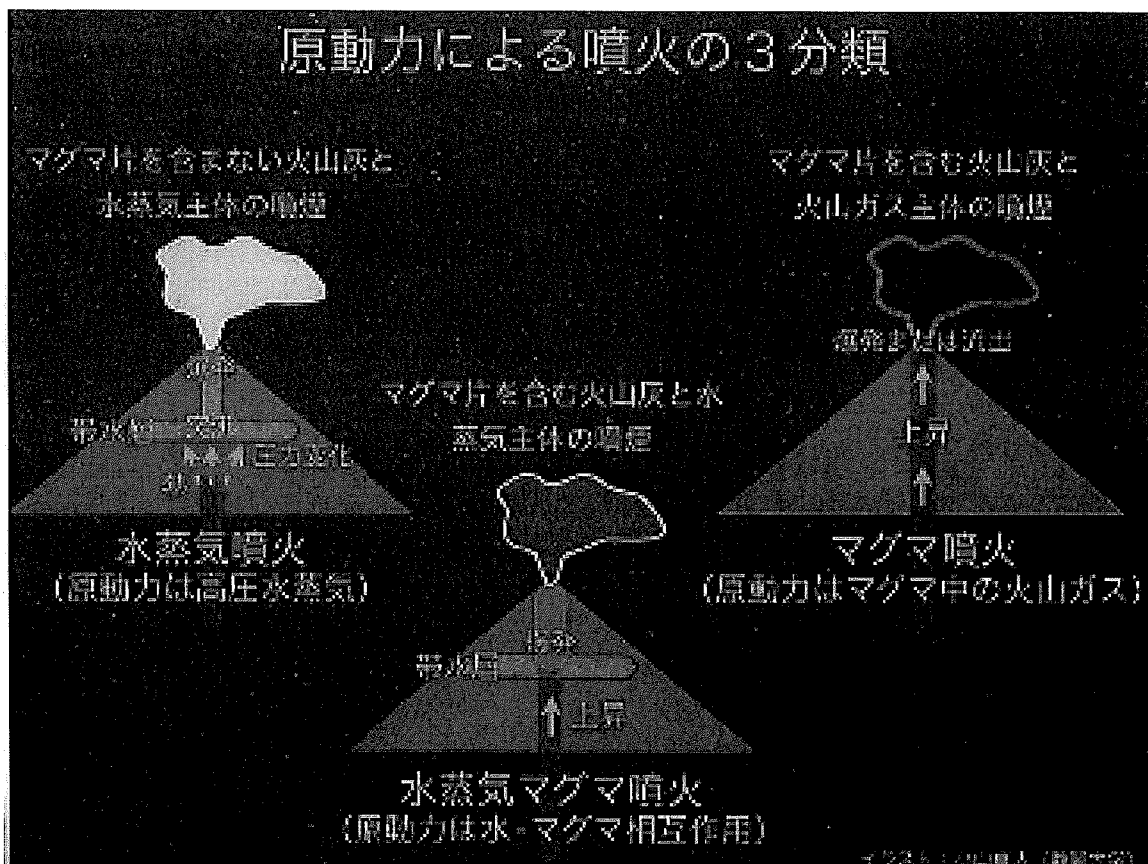 原動力による噴火の3分類
マグマ片を含まない火山灰と
水蒸気主体の噴煙
帯水層
水蒸気噴火
(原動力は高圧水蒸気)
マグマ片を含む火山灰と水
蒸気主体の噴煙
帯水層
上昇
水蒸気マグマ噴火
(原動力は水・マグマ相互作用)
マグマ片を含む火山灰と
火山ガス主体の噴煙
爆発または流出
上昇
マグマ噴火
(原動力はマグマ中の火山ガス)